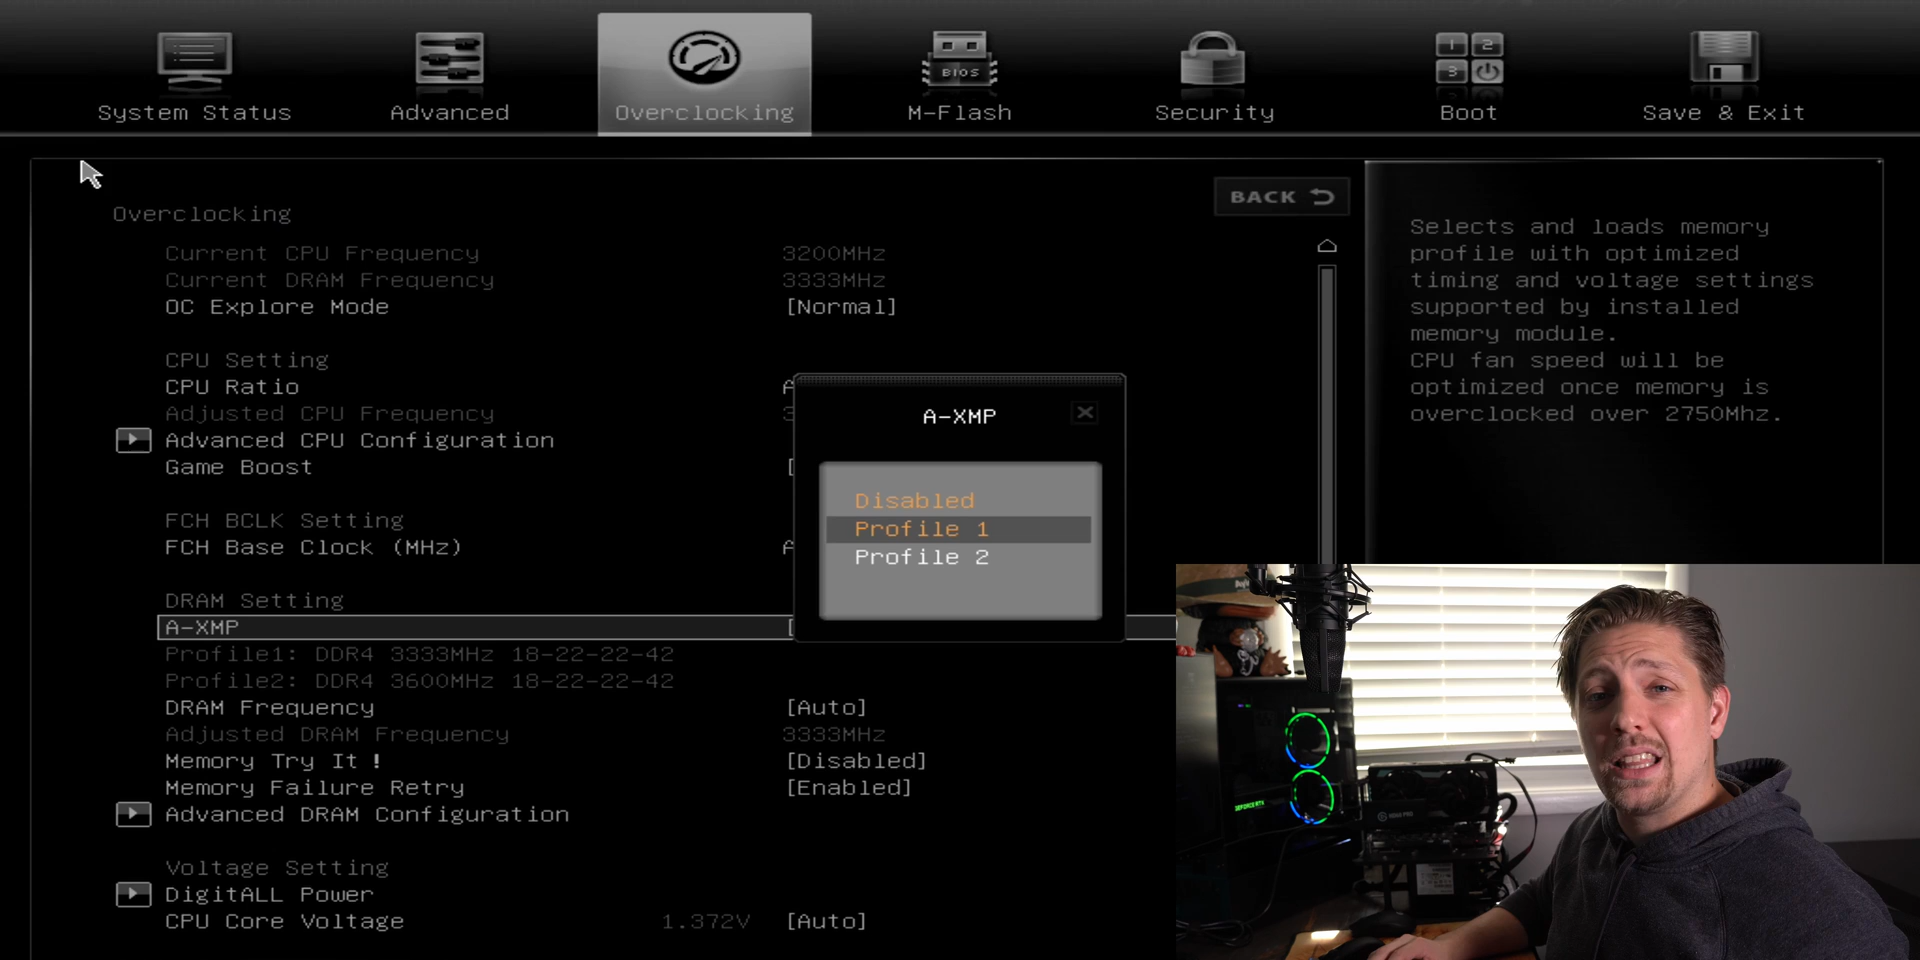 System Status
Advanced
Overclocking
BIOS
M-Flash
Security
1 2
3
Boot
Save & Exit
BACK
Overclocking
Current CPU Frequency 3200MHz
Current DRAM Frequency 3333MHz
OC Explore Mode [Normal]
CPU Setting
CPU Ratio A
Adjusted CPU Frequency 3
Advanced CPU Configuration
Game Boost [
FCH BCLK Setting
FCH Base Clock (MHz) A
DRAM Setting
A-XMP [
Profile1: DDR4 3333MHz 18-22-22-42
Profile2: DDR4 3600MHz 18-22-22-42
DRAM Frequency [Auto]
Adjusted DRAM Frequency 3333MHz
Memory Try It ! [Disabled]
Memory Failure Retry [Enabled]
Advanced DRAM Configuration
Voltage Setting
DigitALL Power
CPU Core Voltage 1.372V [Auto]
A-XMP
Disabled
Profile 1
Profile 2
Selects and loads memory
profile with optimized
timing and voltage settings
supported by installed
memory module.
CPU fan speed will be
optimized once memory is
overclocked over 2750Mhz.
GEFORCE RTX